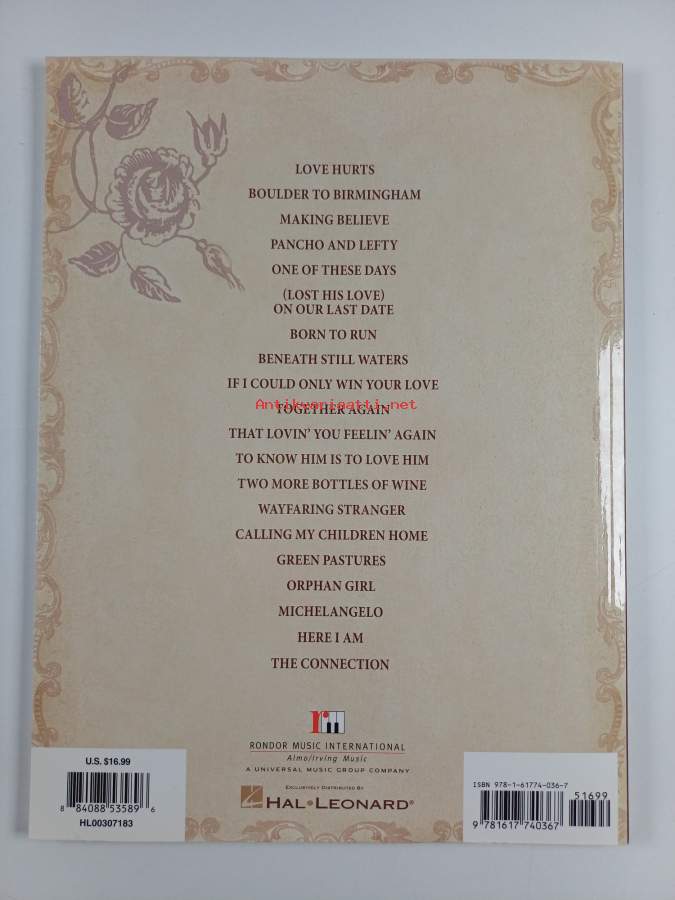 LOVE HURTS
BOULDER TO BIRMINGHAM
MAKING BELIEVE
PANCHO AND LEFTY
ONE OF THESE DAYS
(LOST HIS LOVE)
ON OUR LAST DATE
BORN TO RUN
BENEATH STILL WATERS
IF I COULD ONLY WIN YOUR LOVE
Antikvariaatti.net
TOGETHER AGAIN
THAT LOVIN' YOU FEELIN' AGAIN
TO KNOW HIM IS TO LOVE HIM
TWO MORE BOTTLES OF WINE
WAYFARING STRANGER
CALLING MY CHILDREN HOME
GREEN PASTURES
ORPHAN GIRL
MICHELANGELO
HERE I AM
THE CONNECTION
RONDOR MUSIC INTERNATIONAL
Almo/Irving Music
A UNIVERSAL MUSIC GROUP COMPANY
EXCLUSIVELY DISTRIBUTED BY
HAL•LEONARD®
U.S. $16.99
8 84088 53589 6
HL00307183
ISBN 978-1-61774-036-7
51699
9 781617 740367